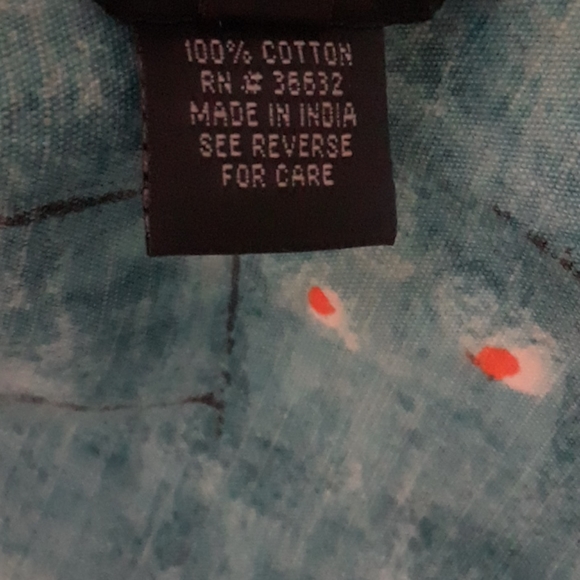 100% COTTON
RN # 36632
MADE IN INDIA
SEE REVERSE
FOR CARE